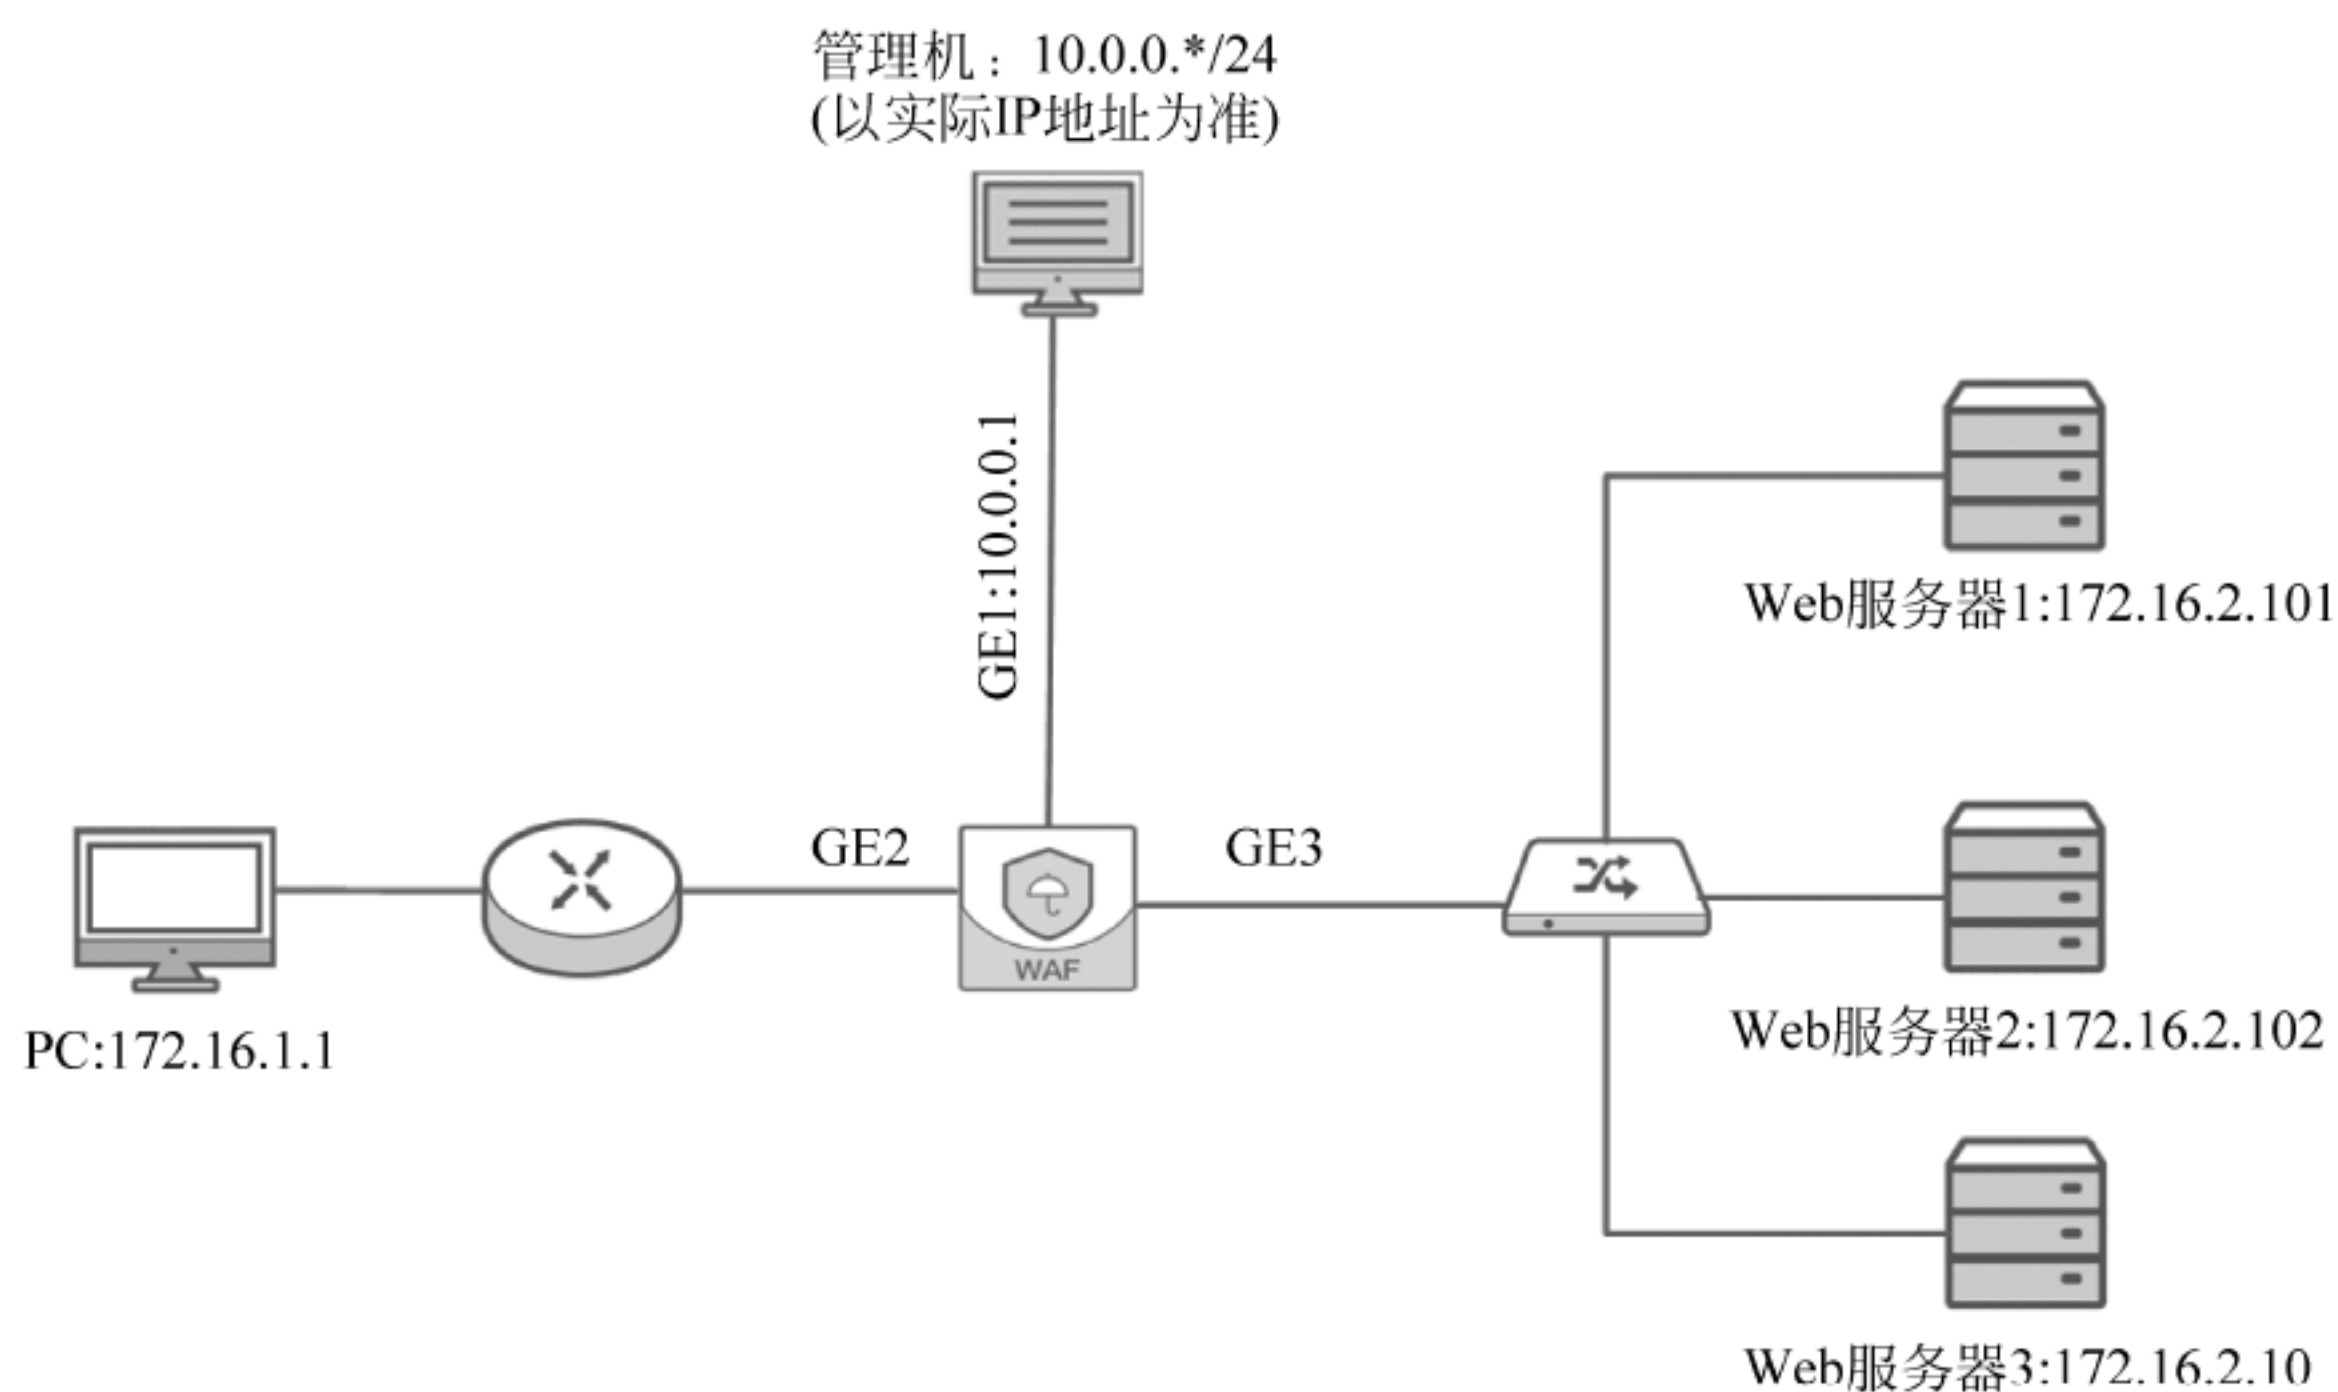 管理机：10.0.0.*/24
(以实际IP地址为准)
GE1:10.0.0.1
Web服务器1:172.16.2.101
GE2
GE3
WAF
PC:172.16.1.1
Web服务器2:172.16.2.102
Web服务器3:172.16.2.10